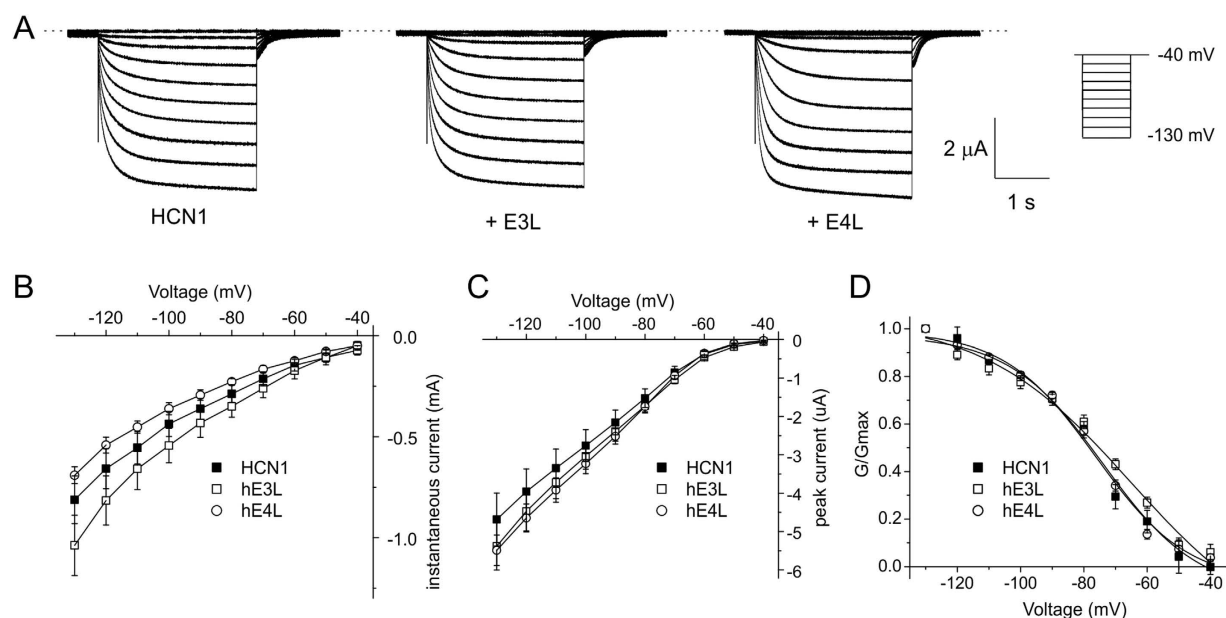 A
-40 mV
-130 mV
2 μA
1 s
HCN1
+ E3L
+ E4L
B
Voltage (mV)
-120 -100 -80 -60 -40
0.0
-0.5
-1.0
instantaneous current (mA)
HCN1
hE3L
hE4L
C
Voltage (mV)
-120 -100 -80 -60 -40
0
-1
-2
-3
-4
-5
-6
peak current (uA)
HCN1
hE3L
hE4L
D
G/Gmax
1.0
0.8
0.6
0.4
0.2
0.0
HCN1
hE3L
hE4L
-120 -100 -80 -60 -40
Voltage (mV)